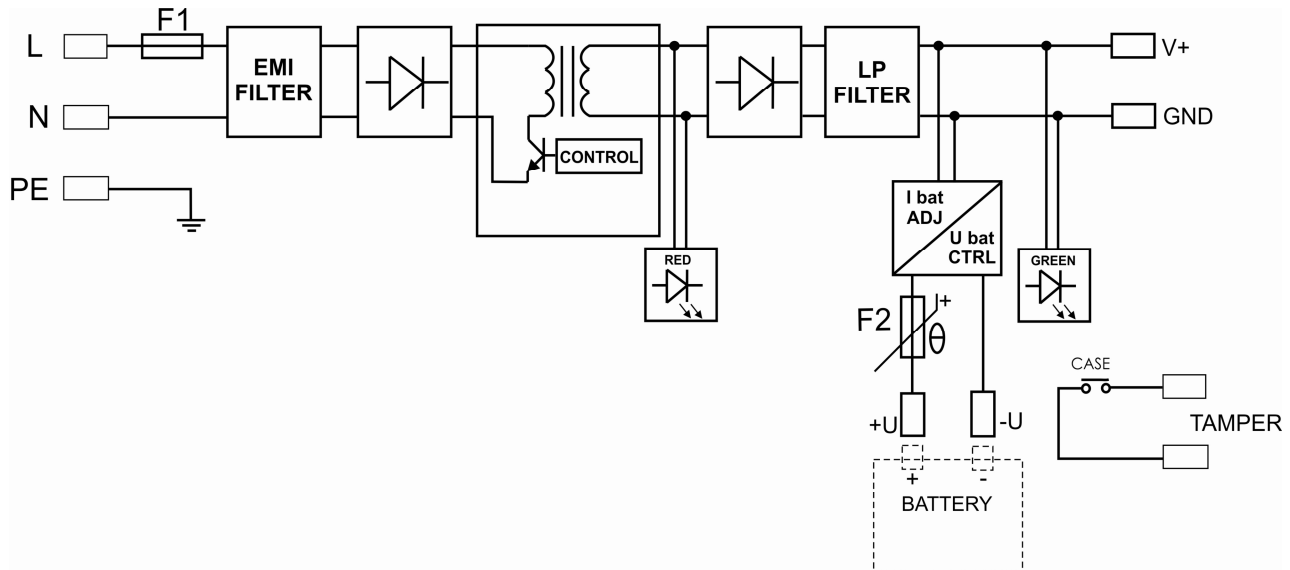 F1
L
N
PE
EMI
FILTER
CONTROL
RED
LP
FILTER
V+
GND
I bat
ADJ
U bat
CTRL
GREEN
F2
+
θ
+U
-U
+
-
BATTERY
CASE
TAMPER